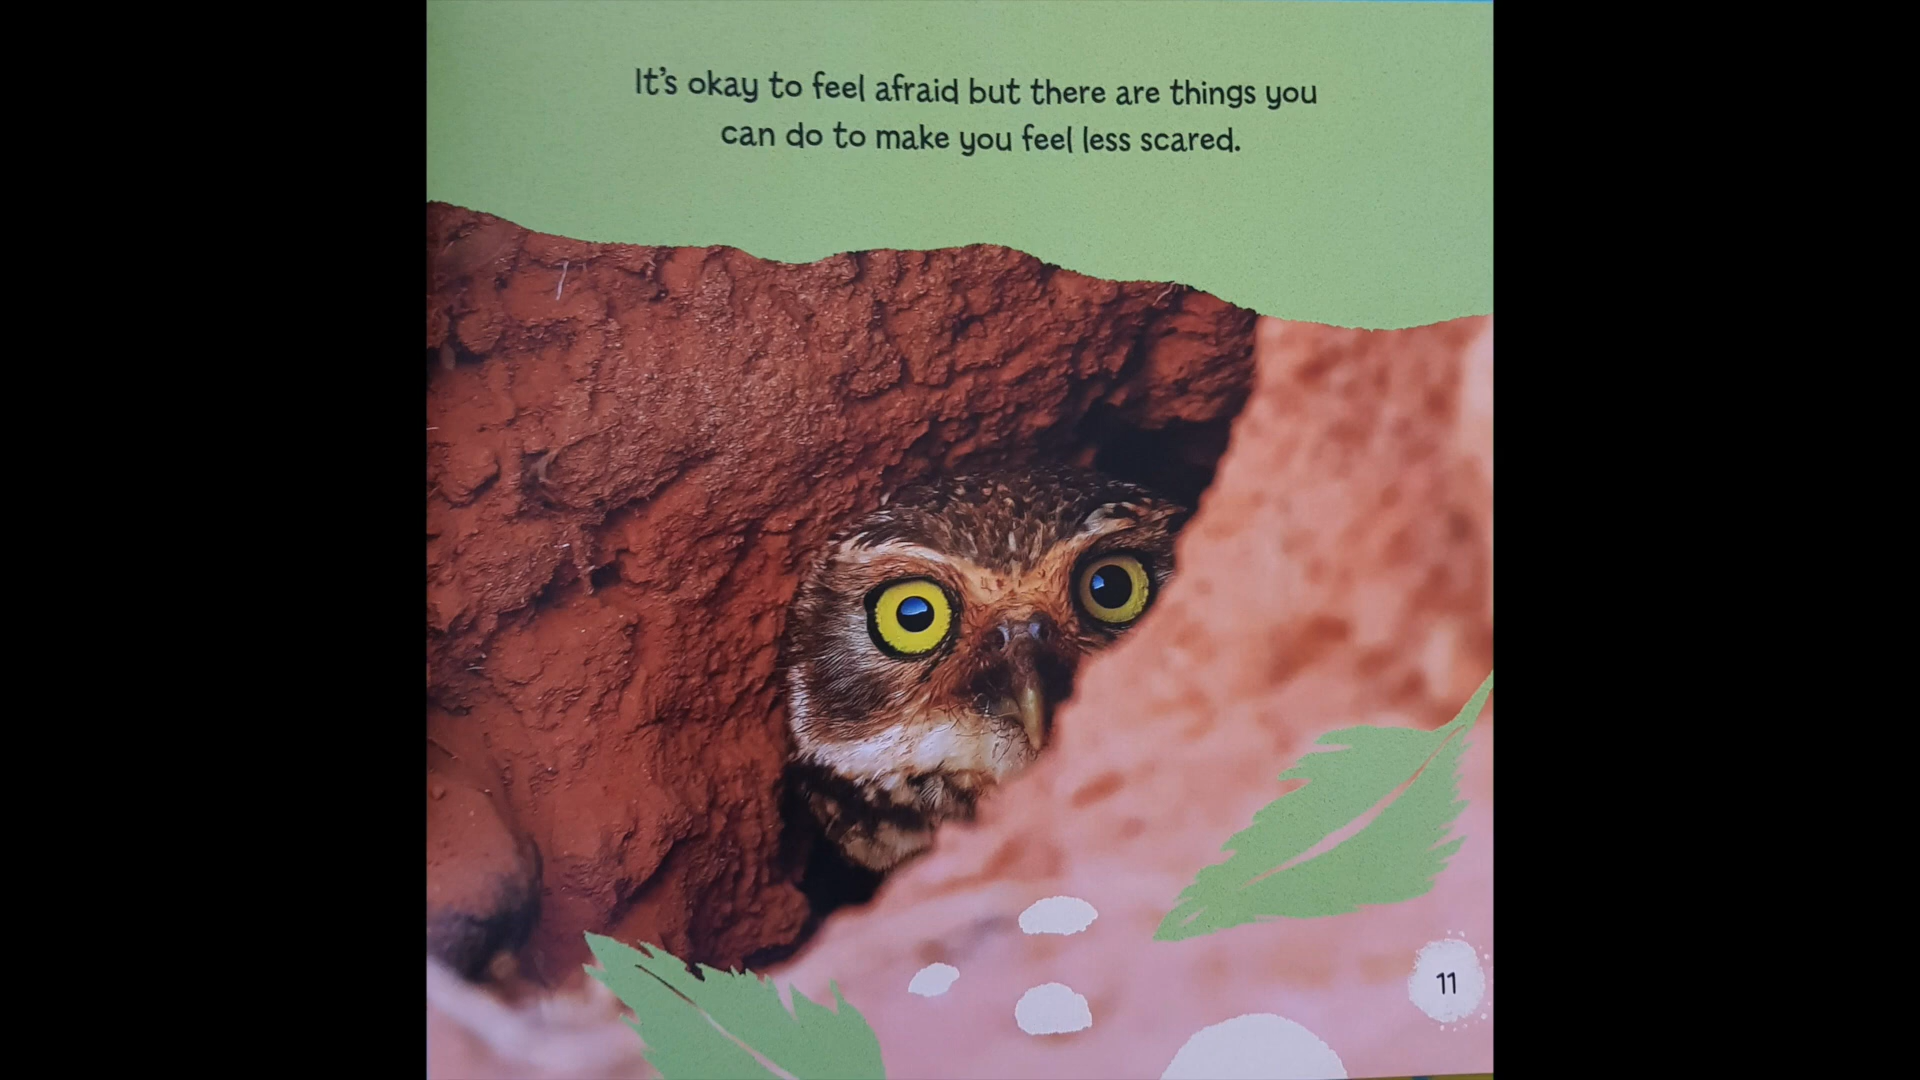 It's okay to feel afraid but there are things you
can do to make you feel less scared.
11